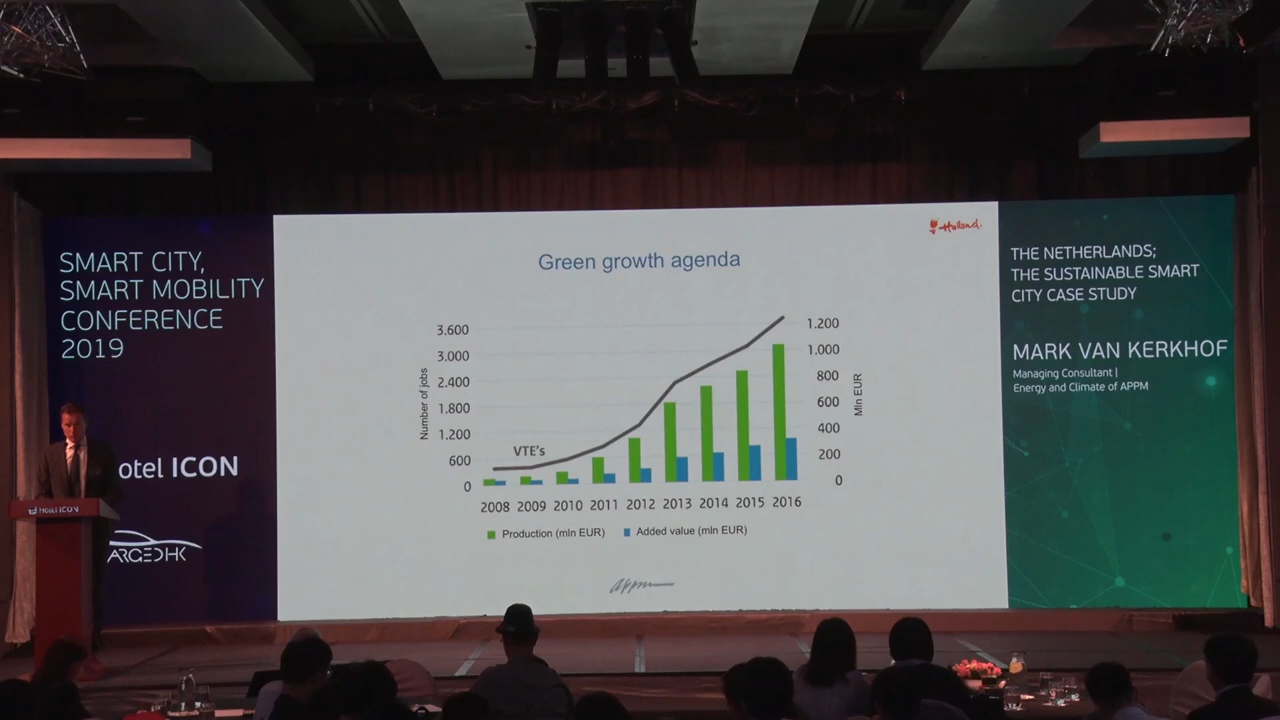 SMART CITY,
SMART MOBILITY
CONFERENCE
2019
otel ICON
Hotel ICON
Holland.
Green growth agenda
3.600
3.000
2.400
1.800
1.200
600
0
Number of jobs
VTE's
1.200
1.000
800
600
400
200
0
Mln EUR
2008 2009 2010 2011 2012 2013 2014 2015 2016
Production (mln EUR) Added value (mln EUR)
appm
THE NETHERLANDS;
THE SUSTAINABLE SMART
CITY CASE STUDY
MARK VAN KERKHOF
Managing Consultant |
Energy and Climate of APPM